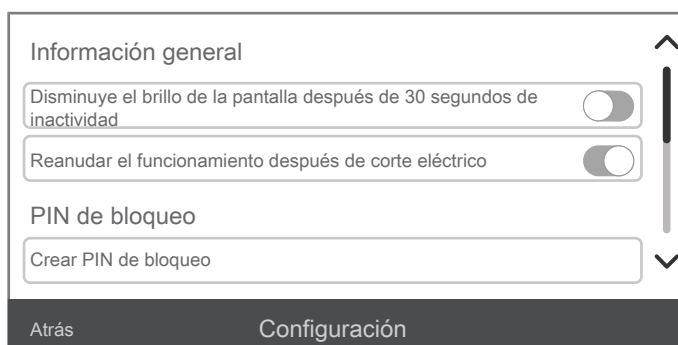 Información general
Disminuye el brillo de la pantalla después de 30 segundos de
inactividad
Reanudar el funcionamiento después de corte eléctrico
PIN de bloqueo
Crear PIN de bloqueo
Atrás
Configuración